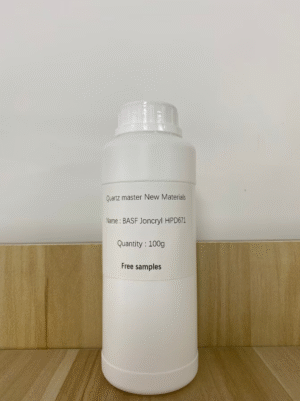 Quartz master New Materials
Name : BASF Joncryl HPD671
Quantity : 100g
Free samples